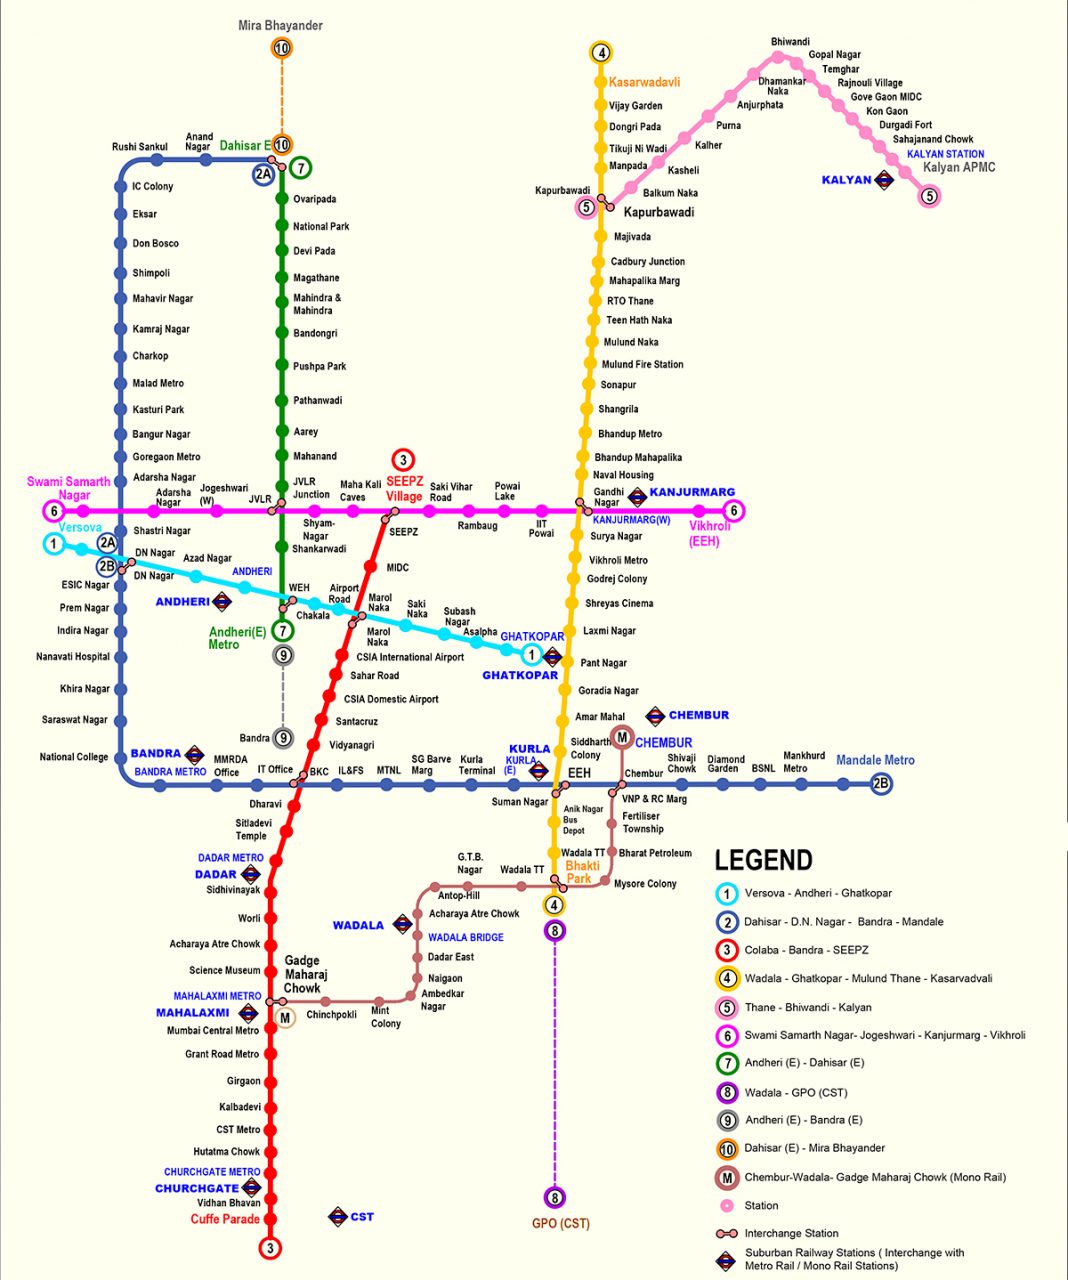 Mira Bhayander
10
10
Dahisar E
2A
7
Anand
Nagar
Rushi Sankul
IC Colony
Eksar
Don Bosco
Shimpoli
Mahavir Nagar
Kamraj Nagar
Charkop
Malad Metro
Kasturi Park
Bangur Nagar
Goregaon Metro
Adarsha Nagar
Shastri Nagar
2A
2B
DN Nagar
DN Nagar
ESIC Nagar
Prem Nagar
Indira Nagar
Nanavati Hospital
Khira Nagar
Saraswat Nagar
National College
BANDRA
BANDRA METRO
MMRDA
Office
IT Office
BKC
IL&FS
MTNL
SG Barve
Marg
Kurla
Terminal
KURLA
KURLA
(E)
EEH
Suman Nagar
Chembur
Shivaji
Chowk
Diamond
Garden
BSNL
Mankhurd
Metro
Mandale Metro
2B
Ovaripada
National Park
Devi Pada
Magathane
Mahindra &
Mahindra
Bandongri
Pushpa Park
Pathanwadi
Aarey
Mahanand
JVLR
Junction
JVLR
Shankarwadi
WEH
Andheri(E)
Metro
7
9
Bandra
9
Swami Samarth
Nagar
6
Adarsha
Nagar
Jogeshwari
(W)
Shyam-
Nagar
Maha Kali
Caves
3
SEEPZ
Village
Saki Vihar
Road
Rambaug
Powai
Lake
IIT
Powai
Gandhi
Nagar
KANJURMARG
KANJURMARG(W)
6
Vikhroli
(EEH)
Versova
1
Azad Nagar
ANDHERI
ANDHERI
Chakala
Airport
Road
Marol
Naka
Marol
Naka
Saki
Naka
Subash
Nagar
Asalpha
GHATKOPAR
1
GHATKOPAR
SEEPZ
MIDC
CSIA International Airport
Sahar Road
CSIA Domestic Airport
Santacruz
Vidyanagri
Dharavi
Sitladevi
Temple
DADAR METRO
DADAR
Sidhivinayak
Worli
Acharaya Atre Chowk
Science Museum
MAHALAXMI METRO
MAHALAXMI
Mumbai Central Metro
Grant Road Metro
Girgaon
Kalbadevi
CST Metro
Hutatma Chowk
CHURCHGATE METRO
CHURCHGATE
Vidhan Bhavan
Cuffe Parade
3
CST
4
Kasarwadavli
Vijay Garden
Dongri Pada
Tikuji Ni Wadi
Manpada
Kapurbawadi
5
Kapurbawadi
Majivada
Cadbury Junction
Mahapalika Marg
RTO Thane
Teen Hath Naka
Mulund Naka
Mulund Fire Station
Sonapur
Shangrila
Bhandup Metro
Bhandup Mahapalika
Naval Housing
Surya Nagar
Vikhroli Metro
Godrej Colony
Shreyas Cinema
Laxmi Nagar
Pant Nagar
Goradia Nagar
Amar Mahal
Siddharth
Colony
Anik Nagar
Bus
Depot
Wadala TT
Bhakti
Park
4
8
8
GPO (CST)
Balkum Naka
Kasheli
Kalher
Purna
Anjurphata
Dhamankar
Naka
Bhiwandi
Gopal Nagar
Temghar
Rajnouli Village
Gove Gaon MIDC
Kon Gaon
Durgadi Fort
Sahajanand Chowk
KALYAN STATION
Kalyan APMC
KALYAN
5
CHEMBUR
M
CHEMBUR
VNP & RC Marg
Fertiliser
Township
Bharat Petroleum
Mysore Colony
Wadala TT
G.T.B.
Nagar
Antop-Hill
Acharaya Atre Chowk
WADALA
WADALA BRIDGE
Dadar East
Naigaon
Ambedkar
Nagar
Mint
Colony
Chinchpokli
Gadge
Maharaj
Chowk
M
LEGEND
1 Versova - Andheri - Ghatkopar
2 Dahisar - D.N. Nagar - Bandra - Mandale
3 Colaba - Bandra - SEEPZ
4 Wadala - Ghatkopar - Mulund Thane - Kasarvadvali
5 Thane - Bhiwandi - Kalyan
6 Swami Samarth Nagar- Jogeshwari - Kanjurmarg - Vikhroli
7 Andheri (E) - Dahisar (E)
8 Wadala - GPO (CST)
9 Andheri (E) - Bandra (E)
10 Dahisar (E) - Mira Bhayander
M Chembur-Wadala- Gadge Maharaj Chowk (Mono Rail)
Station
Interchange Station
Suburban Railway Stations ( Interchange with
Metro Rail / Mono Rail Stations)